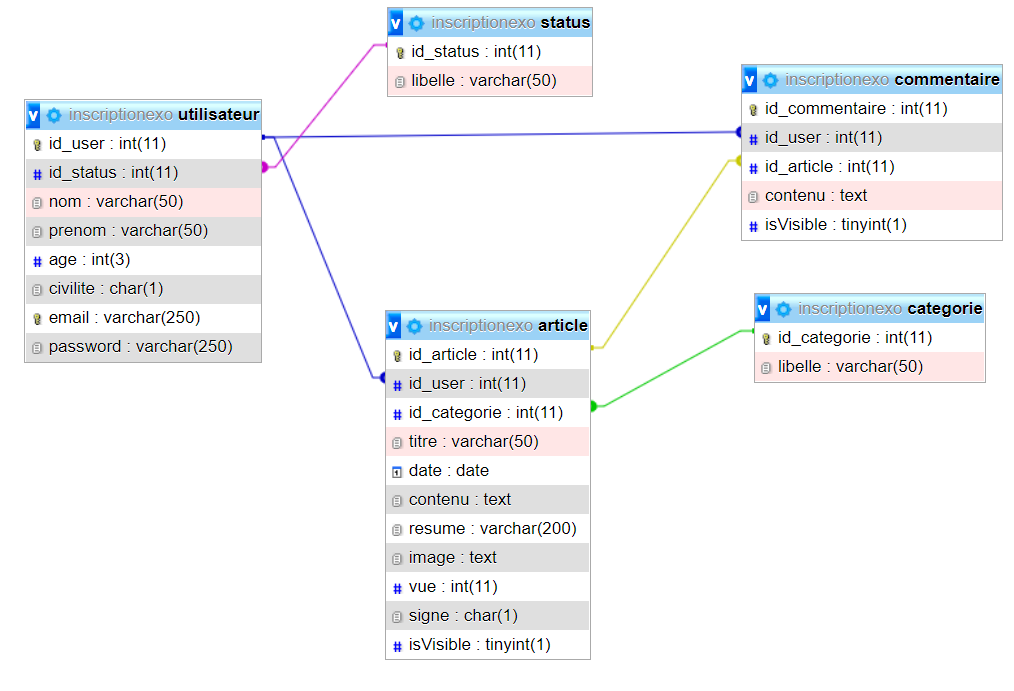 v inscriptionexo status
id_status : int(11)
libelle : varchar(50)
v inscriptionexo utilisateur
id_user : int(11)
id_status : int(11)
nom : varchar(50)
prenom : varchar(50)
age : int(3)
civilite : char(1)
email : varchar(250)
password : varchar(250)
v inscriptionexo commentaire
id_commentaire : int(11)
id_user : int(11)
id_article : int(11)
contenu : text
isVisible : tinyint(1)
v inscriptionexo article
id_article : int(11)
id_user : int(11)
id_categorie : int(11)
titre : varchar(50)
date : date
contenu : text
resume : varchar(200)
image : text
vue : int(11)
signe : char(1)
isVisible : tinyint(1)
v inscriptionexo categorie
id_categorie : int(11)
libelle : varchar(50)